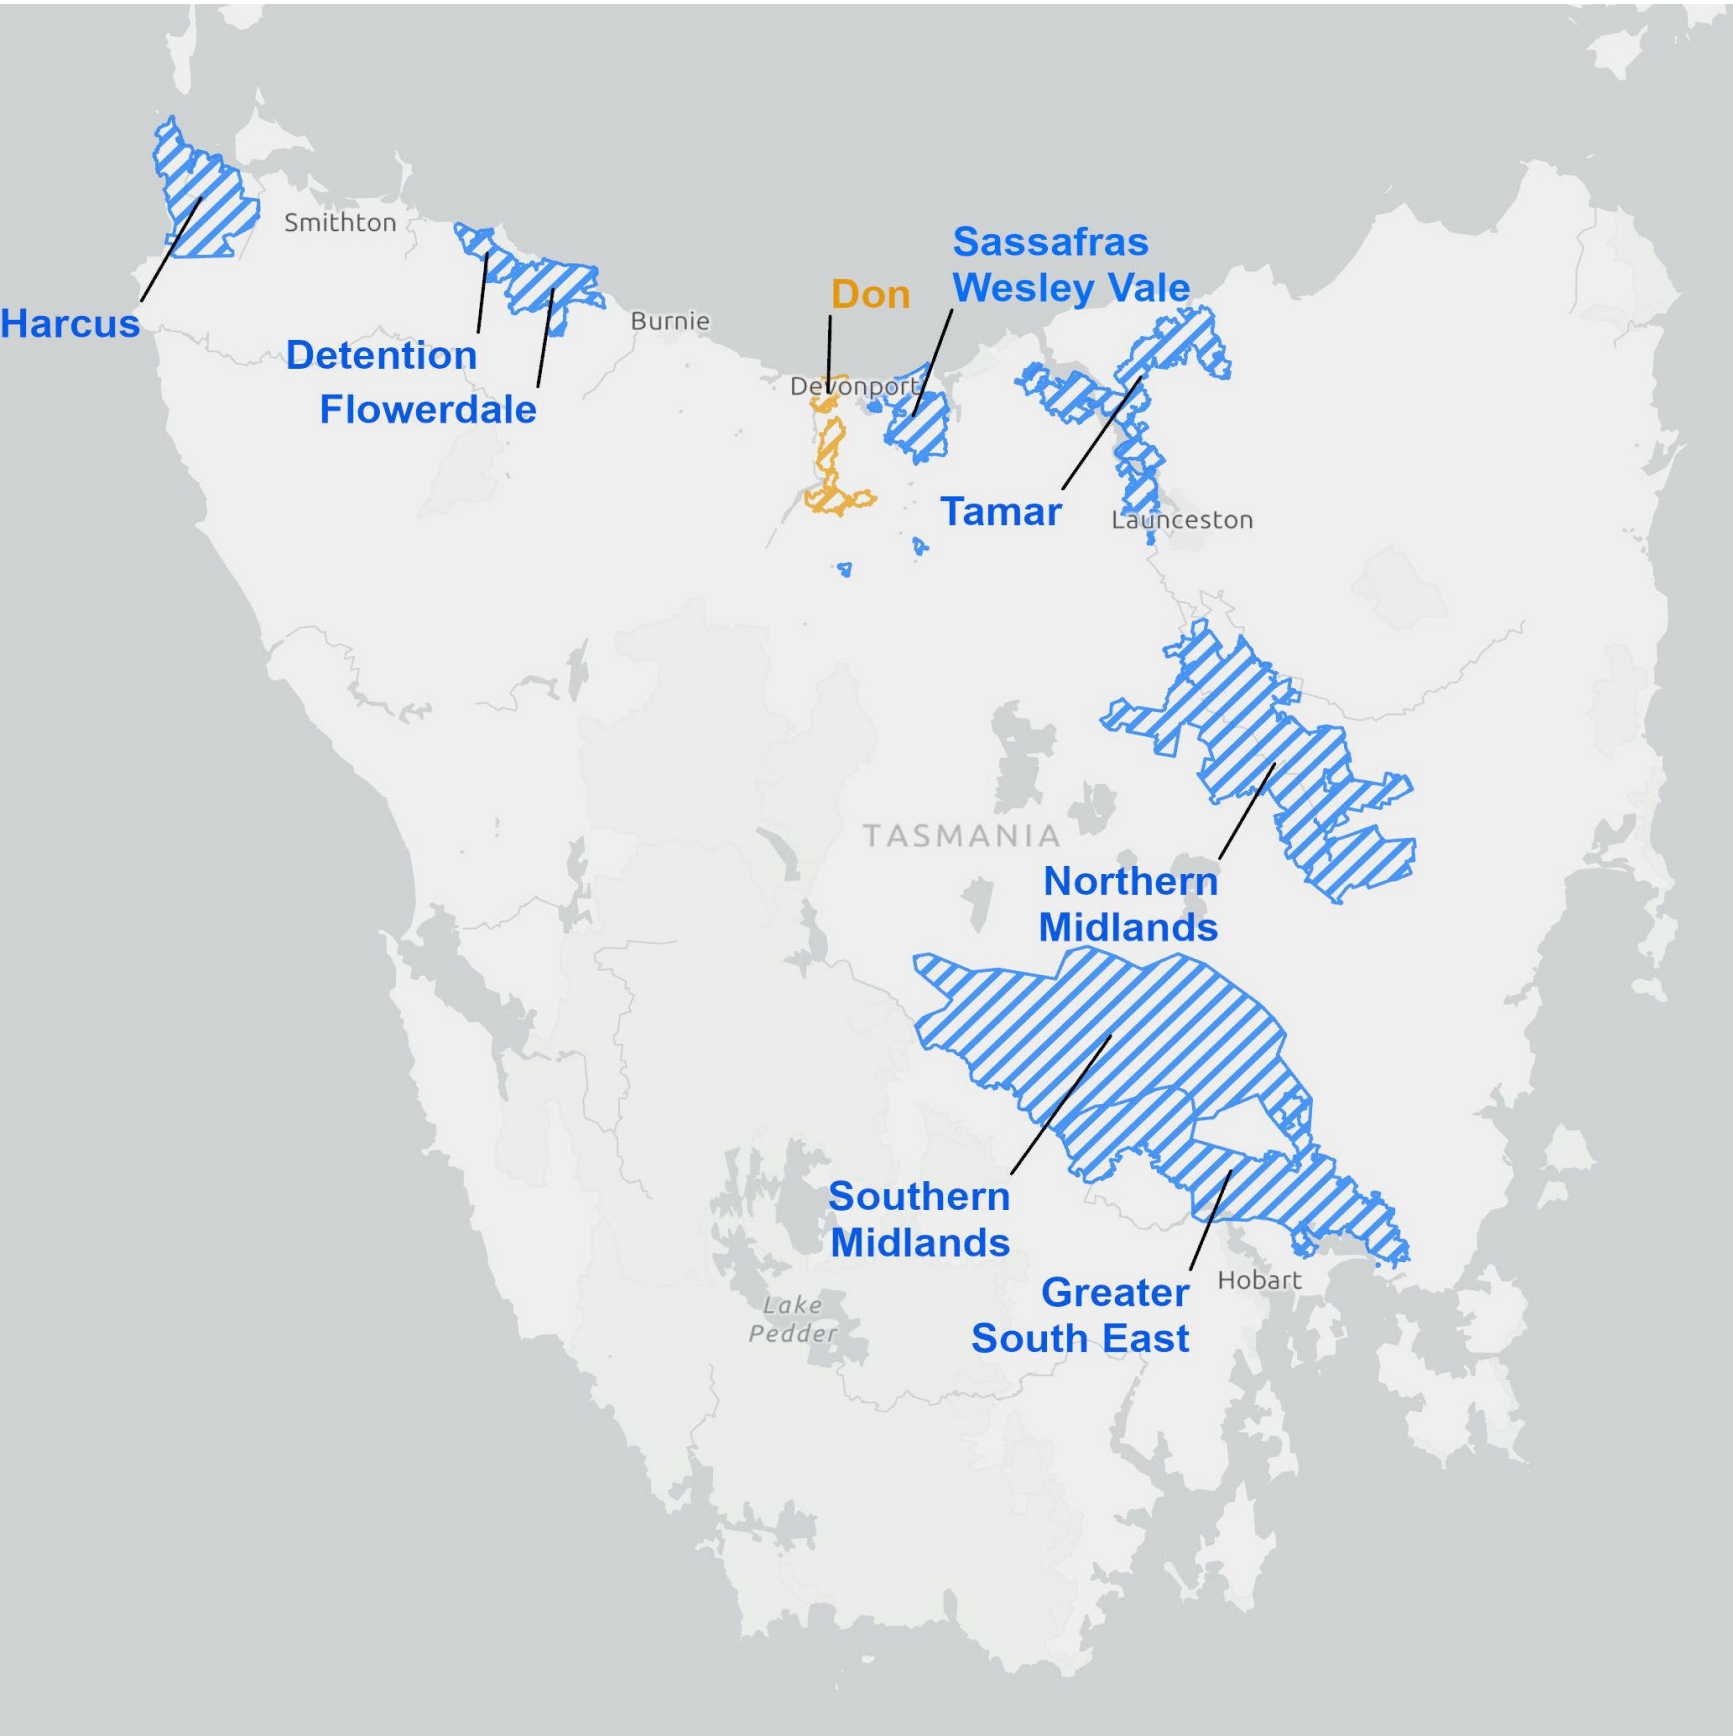 Smithton
Sassafras
Wesley Vale
Don
Harcus
Burnie
Detention
Devonport
Flowerdale
Tamar
Launceston
TASMANIA
Northern
Midlands
Southern
Midlands
Greater
South East
Hobart
Lake
Pedder